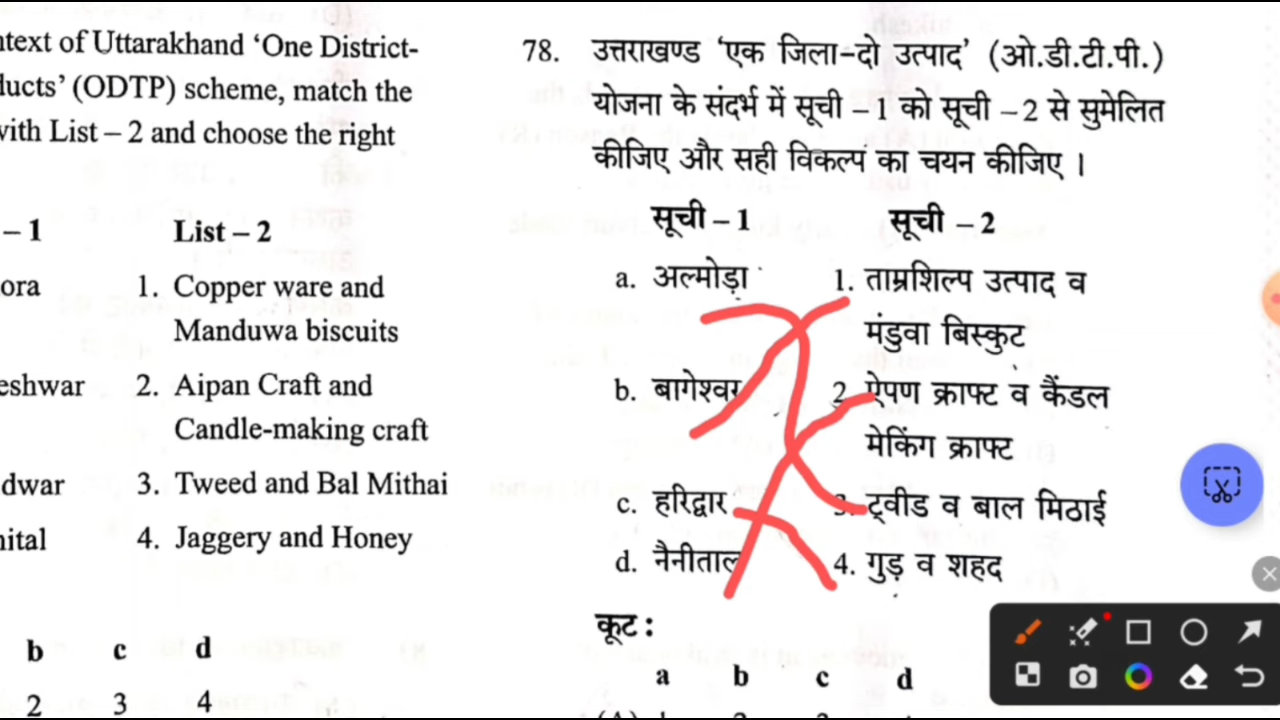 ntext of Uttarakhand ‘One District-
ducts’ (ODTP) scheme, match the
with List – 2 and choose the right
– 1 List – 2
ora 1. Copper ware and
Manduwa biscuits
eshwar 2. Aipan Craft and
Candle-making craft
dwar 3. Tweed and Bal Mithai
nital 4. Jaggery and Honey
b c d
2 3 4
78. उत्तराखण्ड ‘एक जिला-दो उत्पाद’ (ओ.डी.टी.पी.)
योजना के संदर्भ में सूची – 1 को सूची – 2 से सुमेलित
कीजिए और सही विकल्प का चयन कीजिए ।
सूची – 1 सूची – 2
a. अल्मोड़ा 1. ताम्रशिल्प उत्पाद व
मंडुवा बिस्कुट
b. बागेश्वर 2. ऐपण क्राफ्ट व कैंडल
मेकिंग क्राफ्ट
c. हरिद्वार 3. ट्वीड व बाल मिठाई
d. नैनीताल 4. गुड़ व शहद
कूट :
a b c d